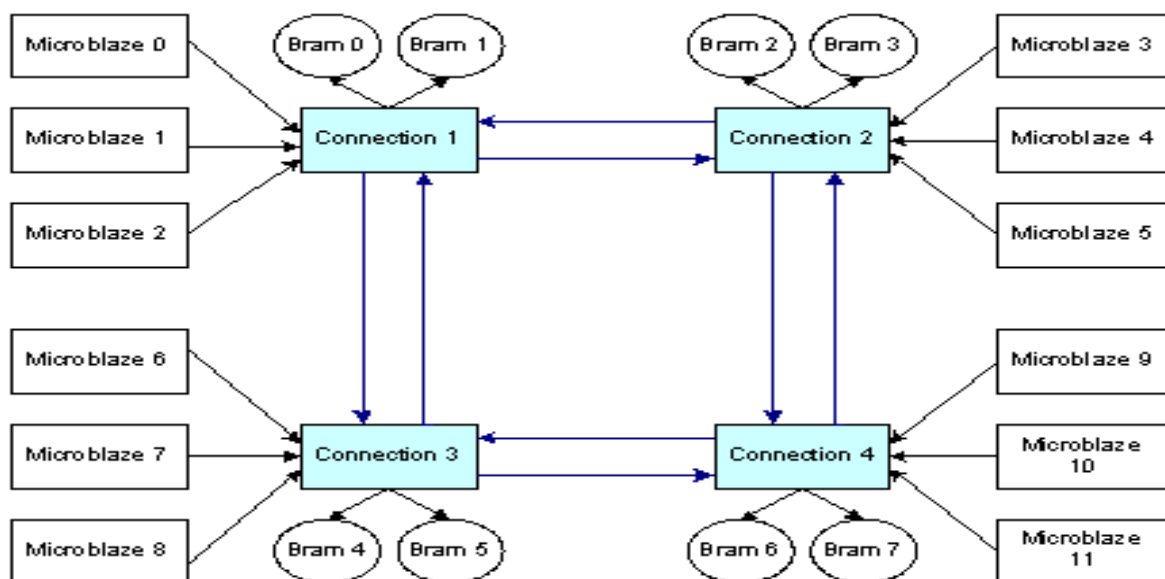 Microblaze 0
Bram 0
Bram 1
Bram 2
Bram 3
Microblaze 3
Microblaze 1
Connection 1
Connection 2
Microblaze 4
Microblaze 2
Microblaze 5
Microblaze 6
Microblaze 9
Microblaze 7
Connection 3
Connection 4
Microblaze
10
Microblaze 8
Bram 4
Bram 5
Bram 6
Bram 7
Microblaze
11